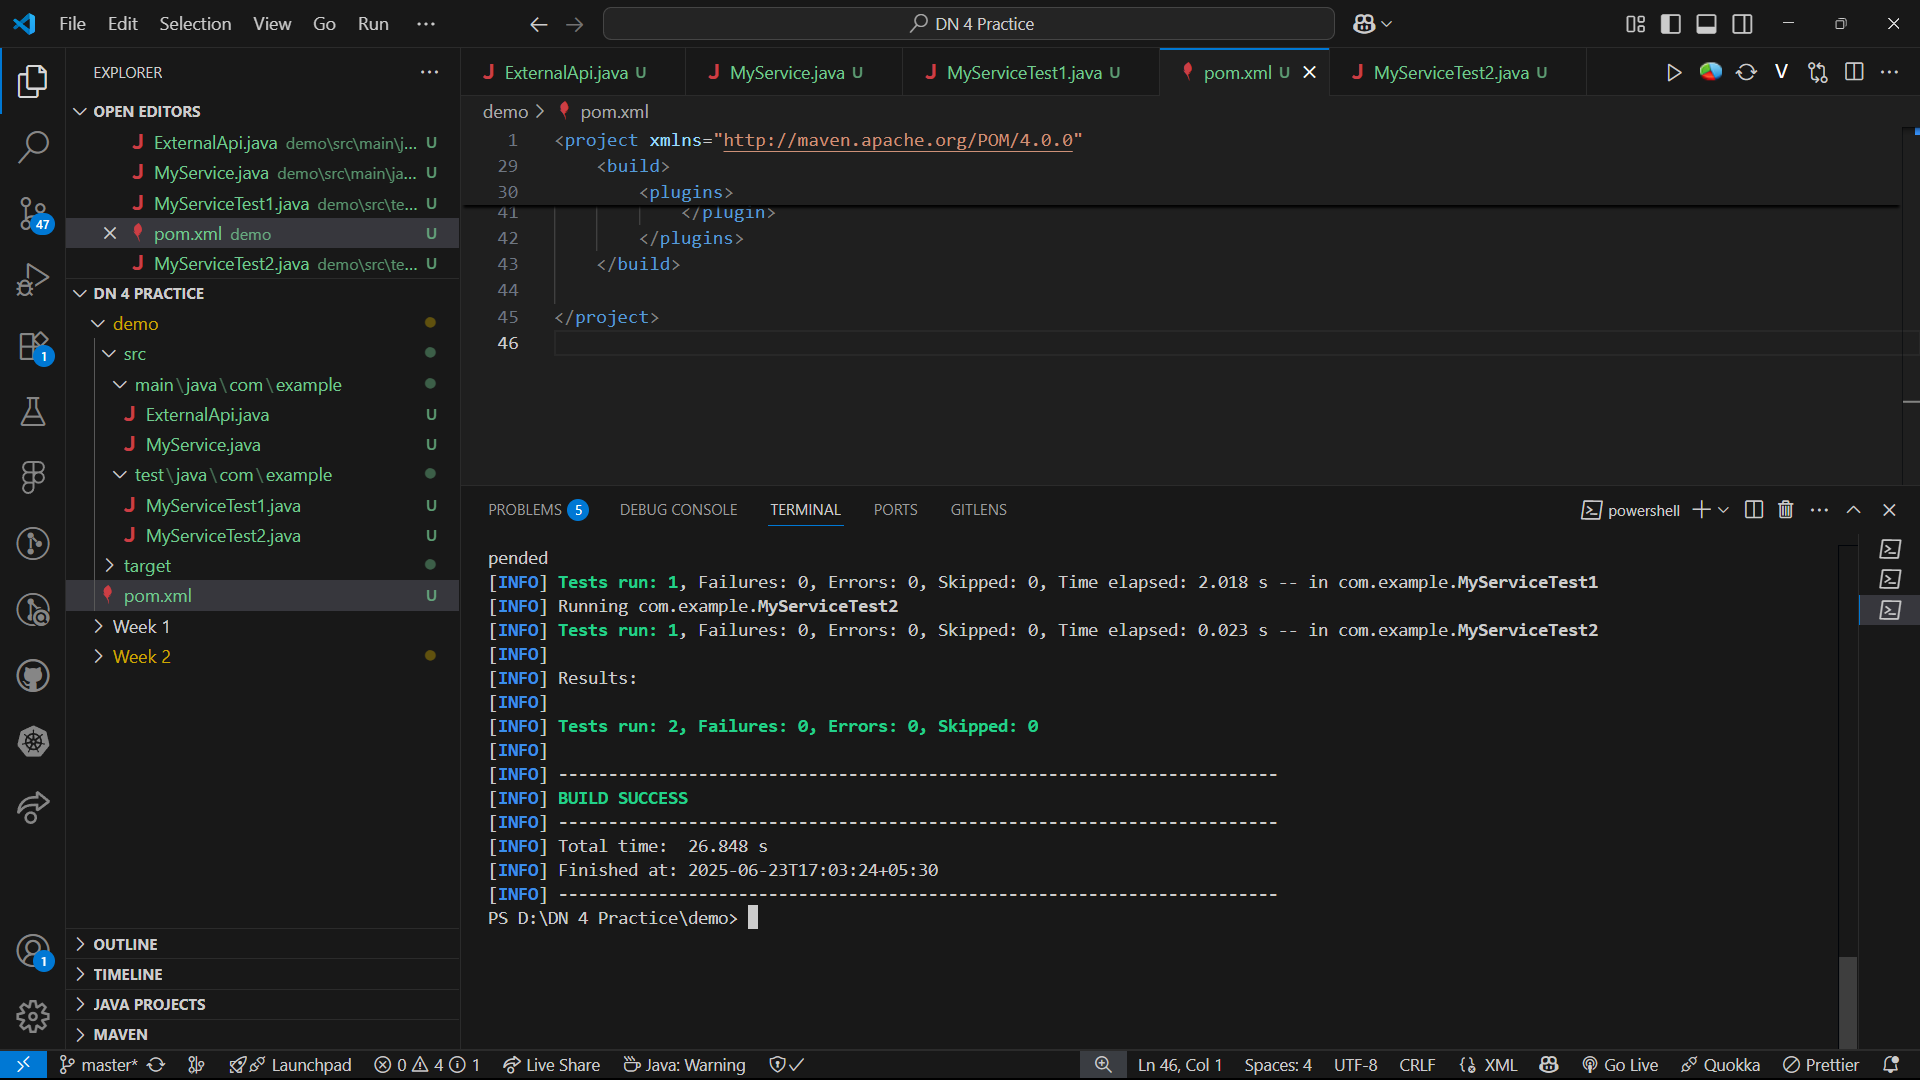 File Edit Selection View Go Run ···
DN 4 Practice
EXPLORER
OPEN EDITORS
ExternalApi.java demo\src\main\j... U
MyService.java demo\src\main\ja... U
MyServiceTest1.java demo\src\te... U
pom.xml demo U
MyServiceTest2.java demo\src\te... U
DN 4 PRACTICE
demo
src
main\java\com\example
ExternalApi.java U
MyService.java U
test\java\com\example
MyServiceTest1.java U
MyServiceTest2.java U
target
pom.xml U
Week 1
Week 2
OUTLINE
TIMELINE
JAVA PROJECTS
MAVEN
47
1
1
ExternalApi.java U
MyService.java U
MyServiceTest1.java U
pom.xml U
MyServiceTest2.java U
V
demo > pom.xml
1 <project xmlns="http://maven.apache.org/POM/4.0.0"
29 <build>
30 <plugins>
41 </plugin>
42 </plugins>
43 </build>
44
45 </project>
46
PROBLEMS 5 DEBUG CONSOLE TERMINAL PORTS GITLENS
powershell
pended
[INFO] Tests run: 1, Failures: 0, Errors: 0, Skipped: 0, Time elapsed: 2.018 s -- in com.example.MyServiceTest1
[INFO] Running com.example.MyServiceTest2
[INFO] Tests run: 1, Failures: 0, Errors: 0, Skipped: 0, Time elapsed: 0.023 s -- in com.example.MyServiceTest2
[INFO]
[INFO] Results:
[INFO]
[INFO] Tests run: 2, Failures: 0, Errors: 0, Skipped: 0
[INFO]
[INFO] ------------------------------------------------------------------------
[INFO] BUILD SUCCESS
[INFO] ------------------------------------------------------------------------
[INFO] Total time:  26.848 s
[INFO] Finished at: 2025-06-23T17:03:24+05:30
[INFO] ------------------------------------------------------------------------
PS D:\DN 4 Practice\demo>
master* Launchpad 0 4 1 Live Share Java: Warning Ln 46, Col 1 Spaces: 4 UTF-8 CRLF {} XML Go Live Quokka Prettier